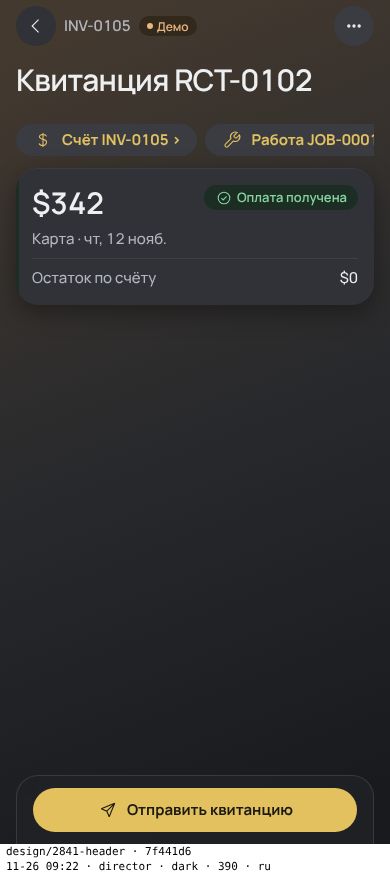 INV-0105 Демо
Квитанция RCT-0102
$ Счёт INV-0105 › Работа JOB-0001
$342 Оплата получена
Карта · чт, 12 нояб.
Остаток по счёту $0
Отправить квитанцию
design/2841-header · 7f441d6
11-26 09:22 · director · dark · 390 · ru